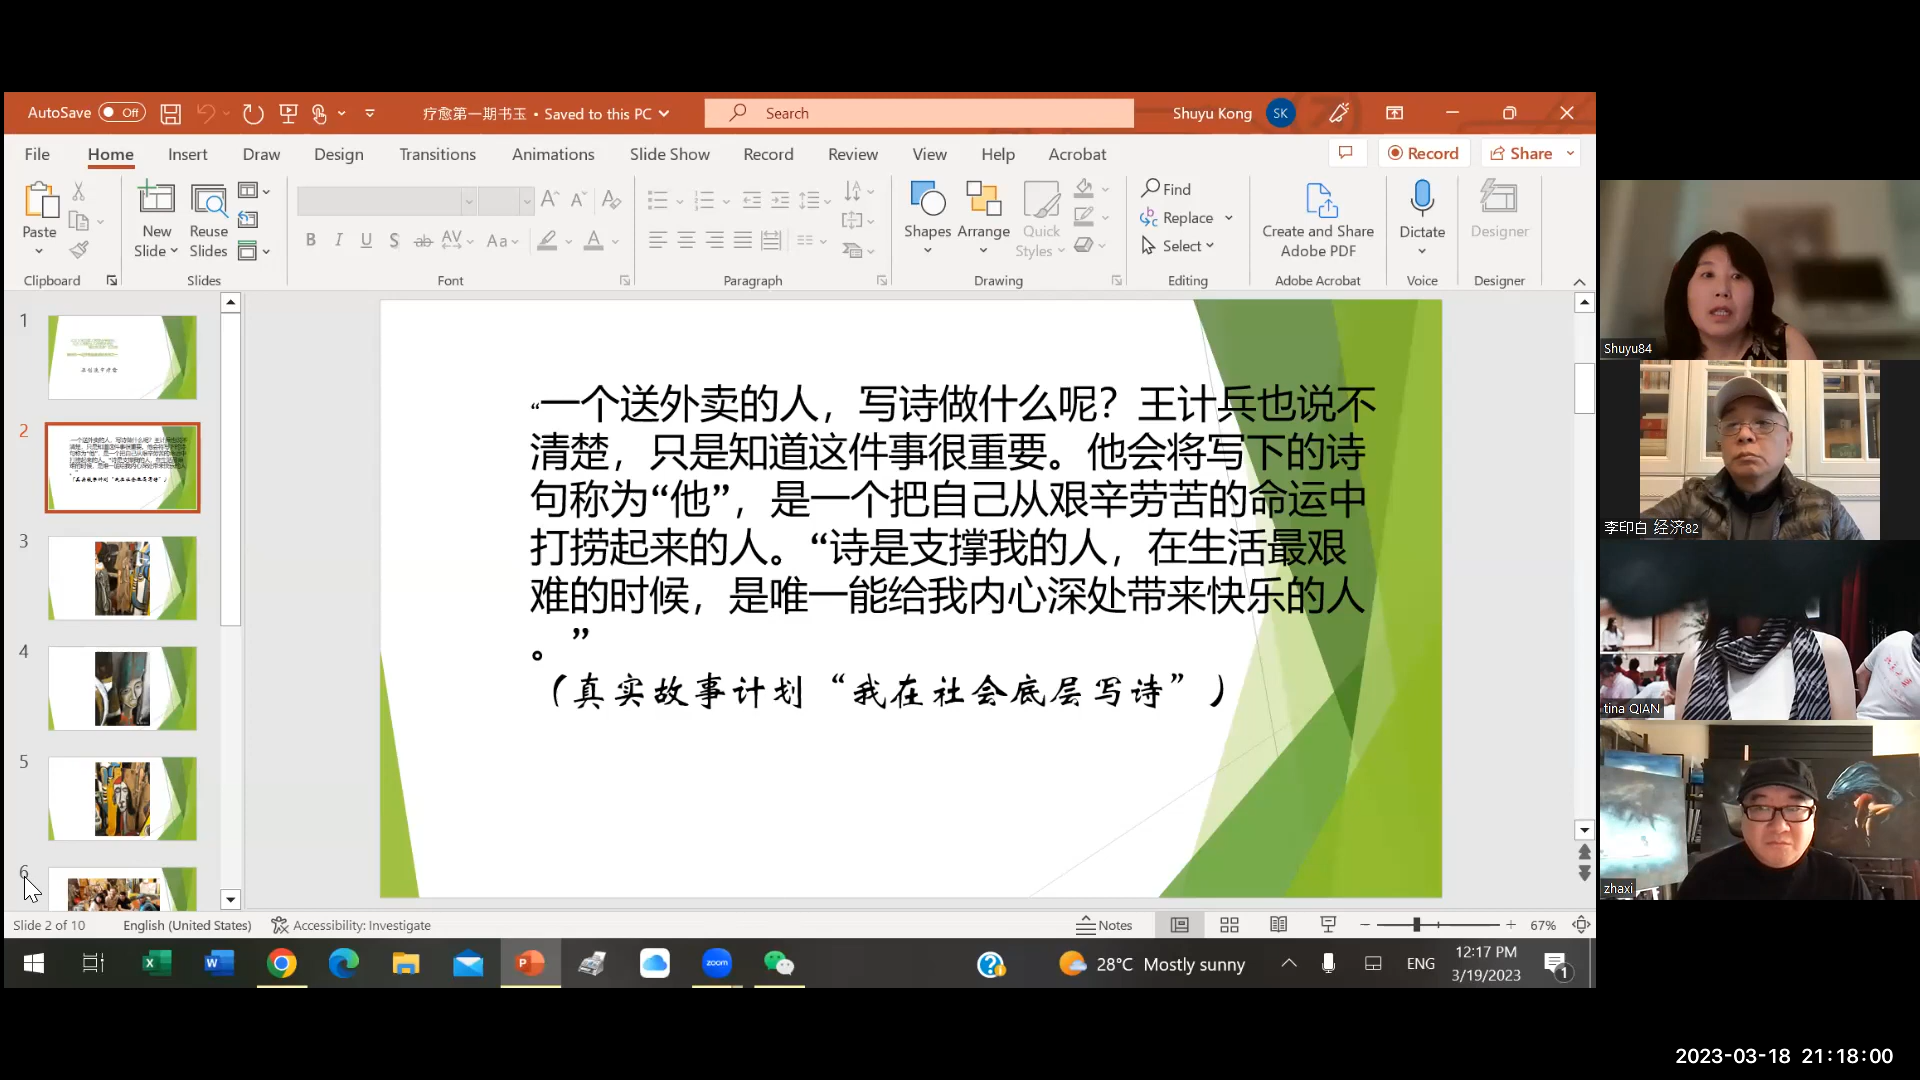 AutoSave Off
疗愈第一期书玉 • Saved to this PC
Search
Shuyu Kong SK
File Home Insert Draw Design Transitions Animations Slide Show Record Review View Help Acrobat
Record Share
Paste
New Slide
Reuse Slides
B I U S ab AV Aa A
Shapes Arrange Quick Styles
Find
Replace
Select
Create and Share Adobe PDF
Dictate
Designer
Clipboard Slides Font Paragraph Drawing Editing Adobe Acrobat Voice Designer
1
2
3
4
5
6
“一个送外卖的人，写诗做什么呢？王计兵也说不
清楚，只是知道这件事很重要。他会将写下的诗
句称为“他”，是一个把自己从艰辛劳苦的命运中
打捞起来的人。“诗是支撑我的人，在生活最艰
难的时候，是唯一能给我内心深处带来快乐的人
。”
（真实故事计划“我在社会底层写诗”）
Slide 2 of 10 English (United States) Accessibility: Investigate Notes 67%
zoom
28°C Mostly sunny ENG
12:17 PM
3/19/2023
1
Shuyu84
李印白 经济82
tina QIAN
zhaxi
2023-03-18 21:18:00